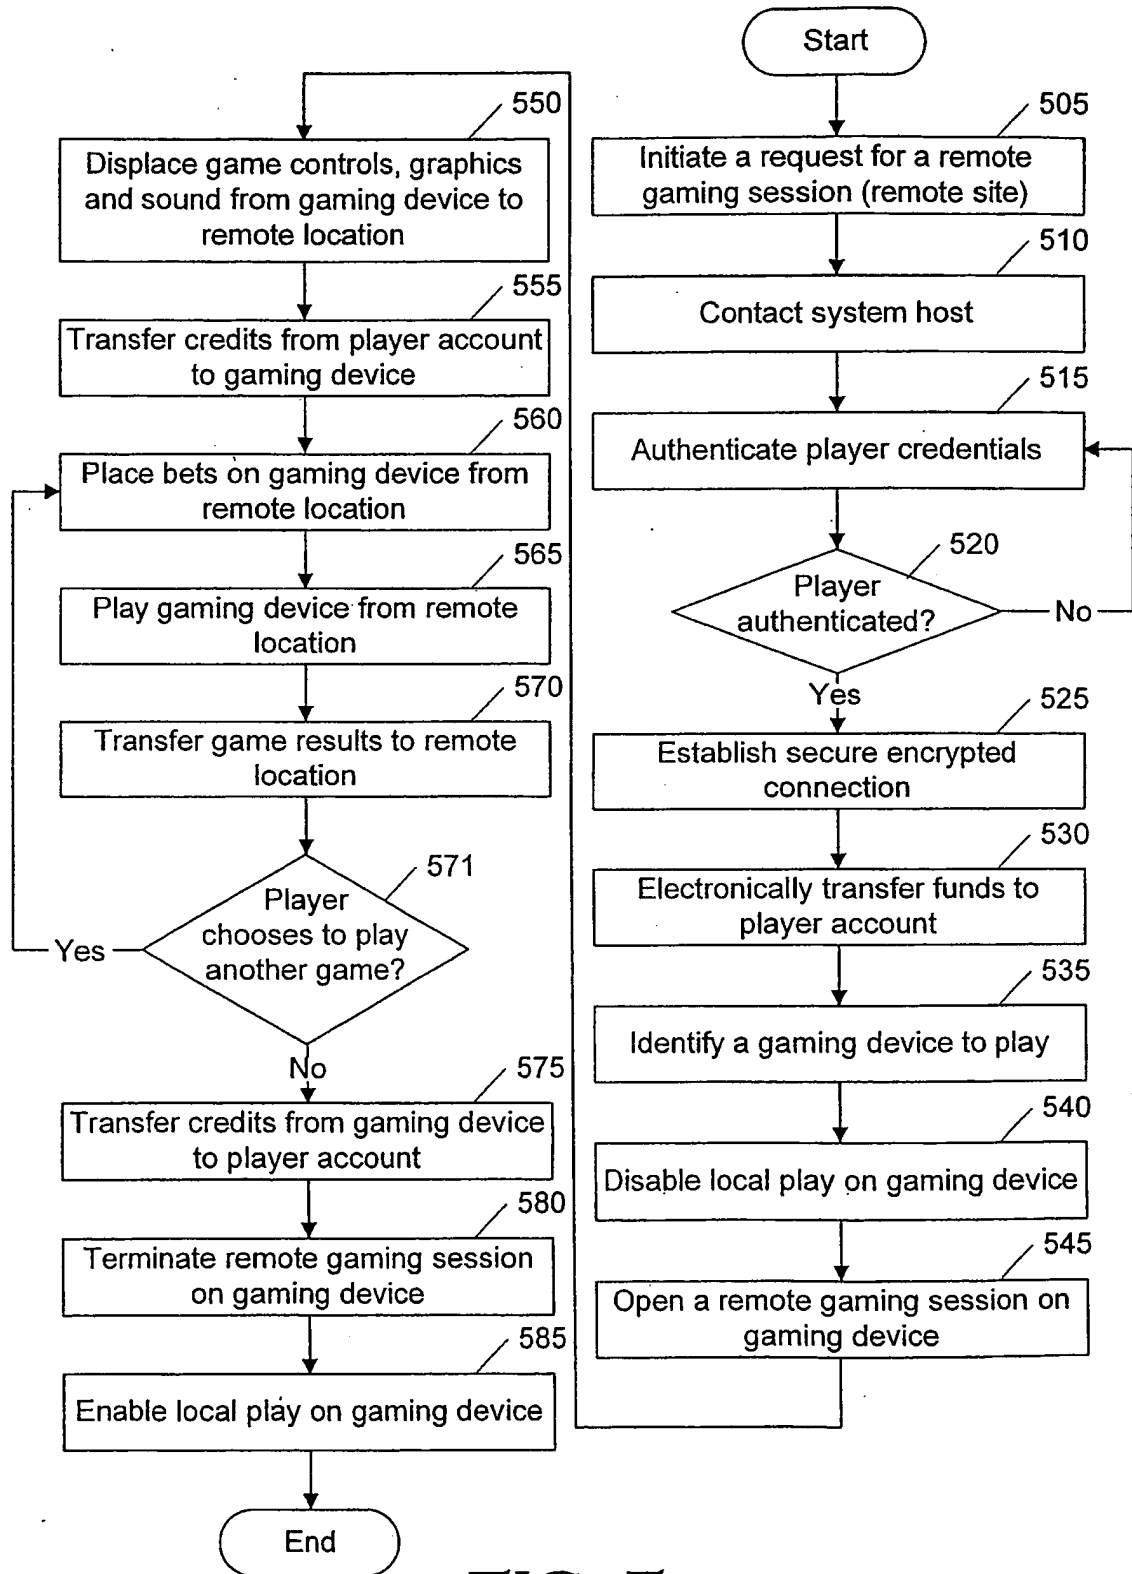 Start
505
Initiate a request for a remote
gaming session (remote site)
510
Contact system host
515
Authenticate player credentials
520
Player
authenticated?
No
Yes
525
Establish secure encrypted
connection
530
Electronically transfer funds to
player account
535
Identify a gaming device to play
540
Disable local play on gaming device
545
Open a remote gaming session on
gaming device
550
Displace game controls, graphics
and sound from gaming device to
remote location
555
Transfer credits from player account
to gaming device
560
Place bets on gaming device from
remote location
565
Play gaming device from remote
location
570
Transfer game results to remote
location
571
Player
chooses to play
another game?
Yes
No
575
Transfer credits from gaming device
to player account
580
Terminate remote gaming session
on gaming device
585
Enable local play on gaming device
End